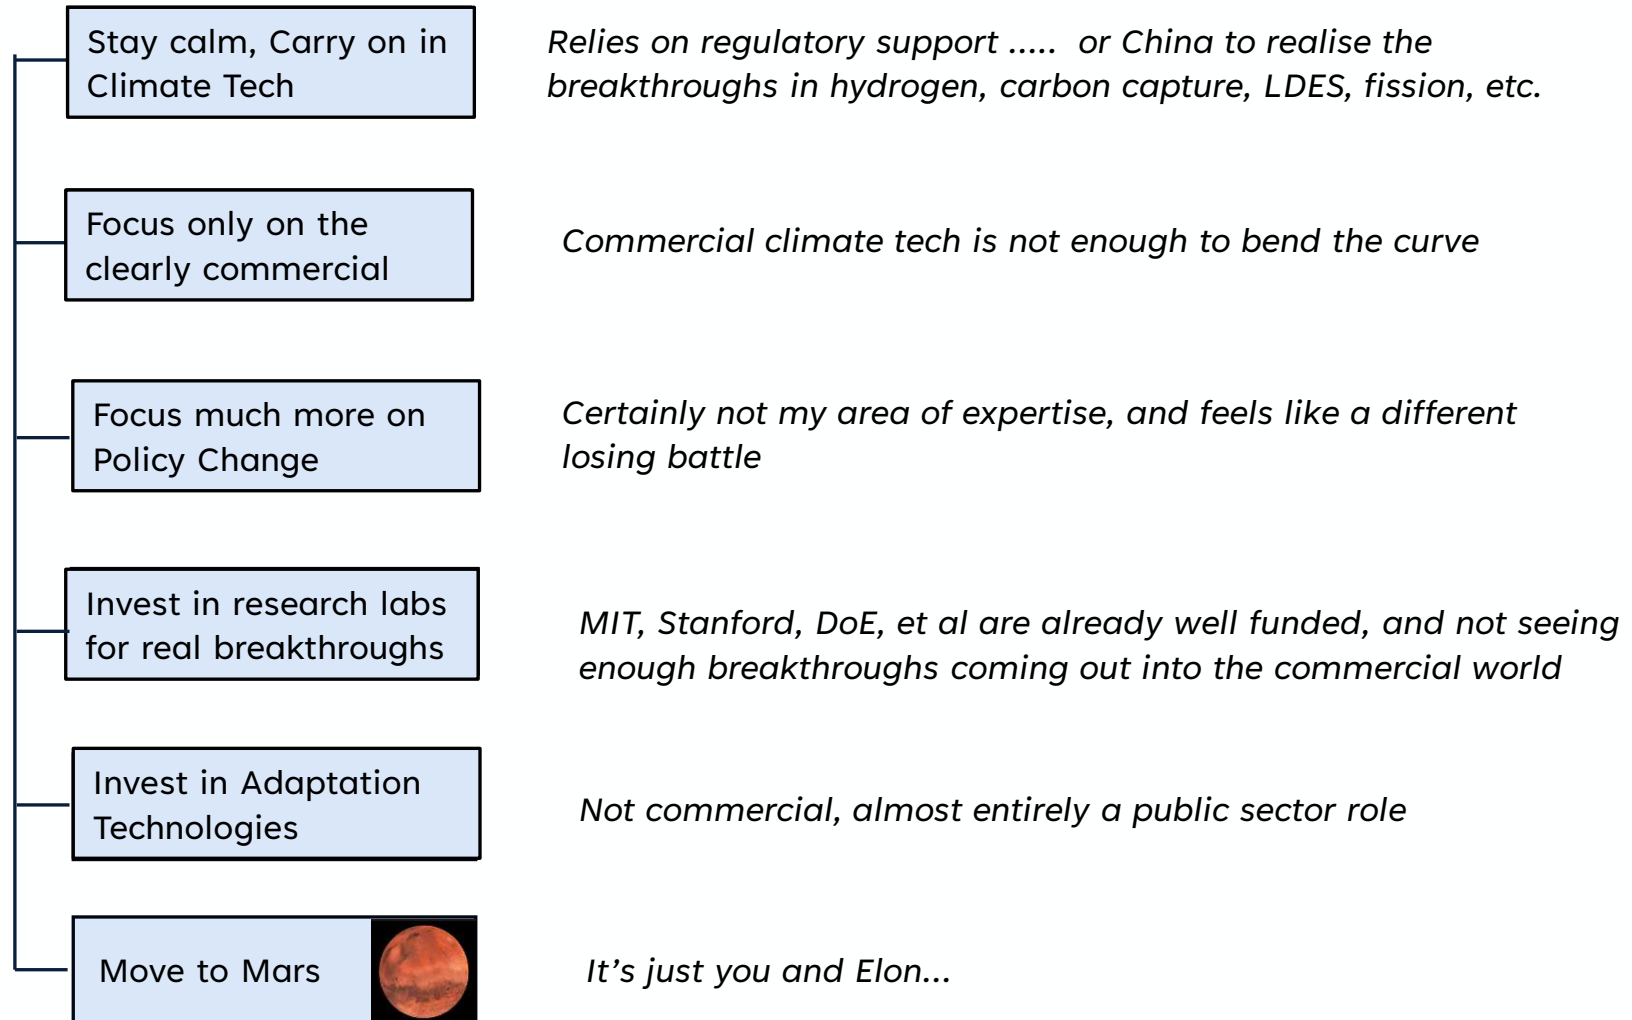 Stay calm, Carry on in
Climate Tech
Relies on regulatory support ..... or China to realise the
breakthroughs in hydrogen, carbon capture, LDES, fission, etc.
Focus only on the
clearly commercial
Commercial climate tech is not enough to bend the curve
Focus much more on
Policy Change
Certainly not my area of expertise, and feels like a different
losing battle
Invest in research labs
for real breakthroughs
MIT, Stanford, DoE, et al are already well funded, and not seeing
enough breakthroughs coming out into the commercial world
Invest in Adaptation
Technologies
Not commercial, almost entirely a public sector role
Move to Mars
It's just you and Elon...